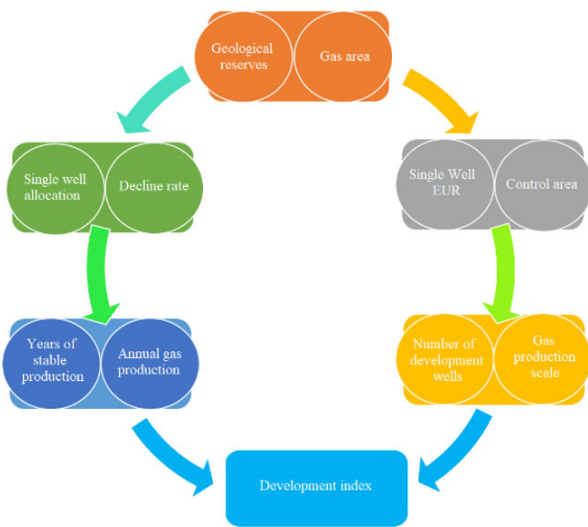 Geological
reserves
Gas area
Single well
allocation
Decline rate
Single Well
EUR
Control area
Years of
stable
production
Annual gas
production
Number of
development
wells
Gas
production
scale
Development index